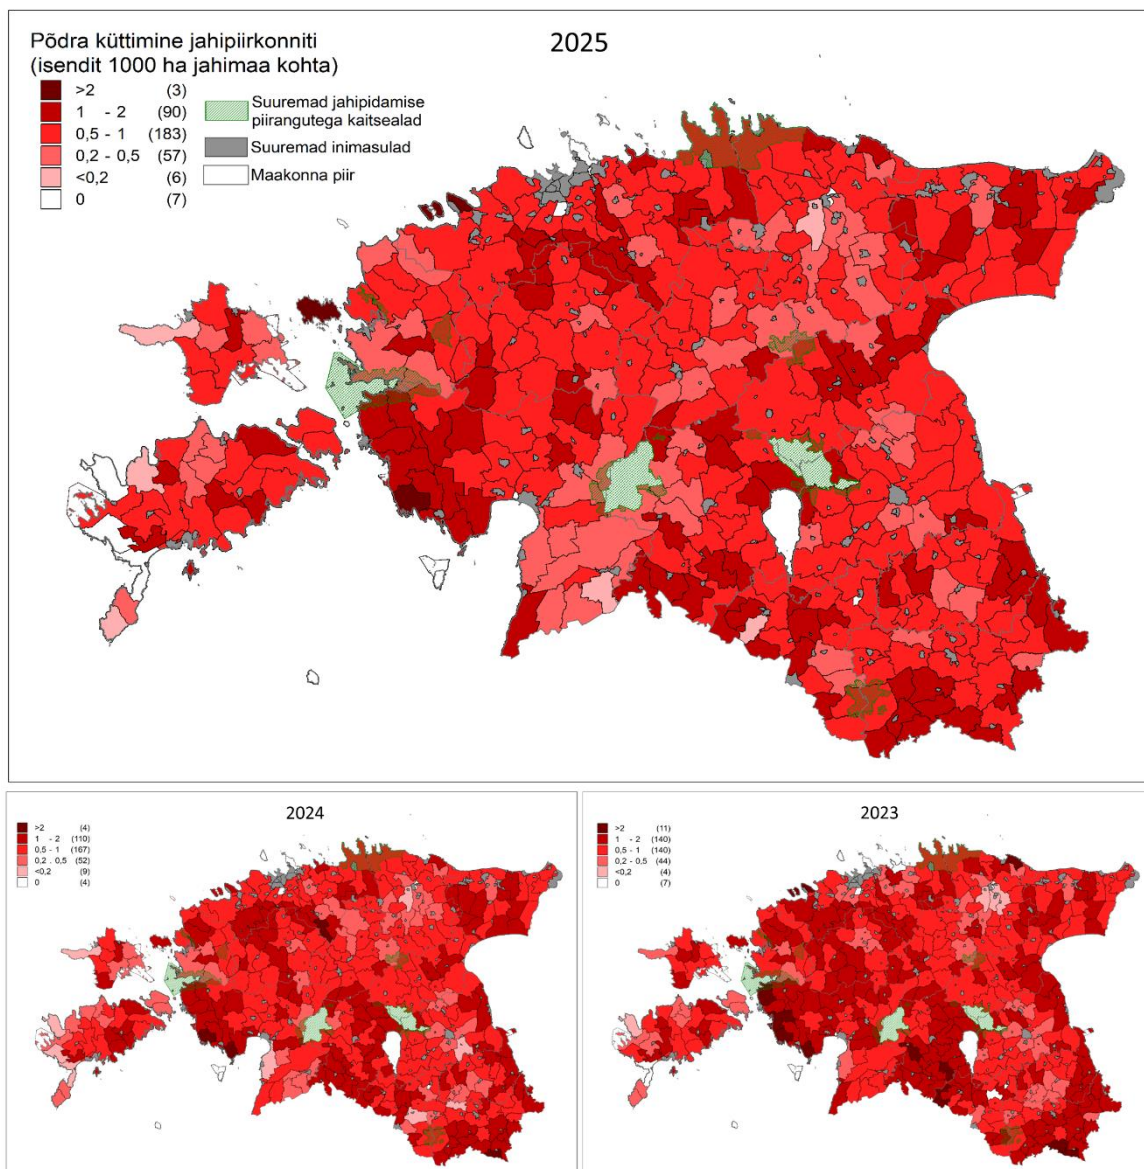 Põdra küttimine jahipiirkonniti
(isendit 1000 ha jahimaa kohta)
2025
>2 (3)
1 - 2 (90)
0,5 - 1 (183)
0,2 - 0,5 (57)
<0,2 (6)
0 (7)
Suuremad jahipidamise
piirangutega kaitsealad
Suuremad inimasulad
Maakonna piir
2024
>2 (4)
1 - 2 (110)
0,5 - 1 (167)
0,2 - 0,5 (52)
<0,2 (9)
0 (4)
2023
>2 (11)
1 - 2 (140)
0,5 - 1 (140)
0,2 - 0,5 (44)
<0,2 (4)
0 (7)